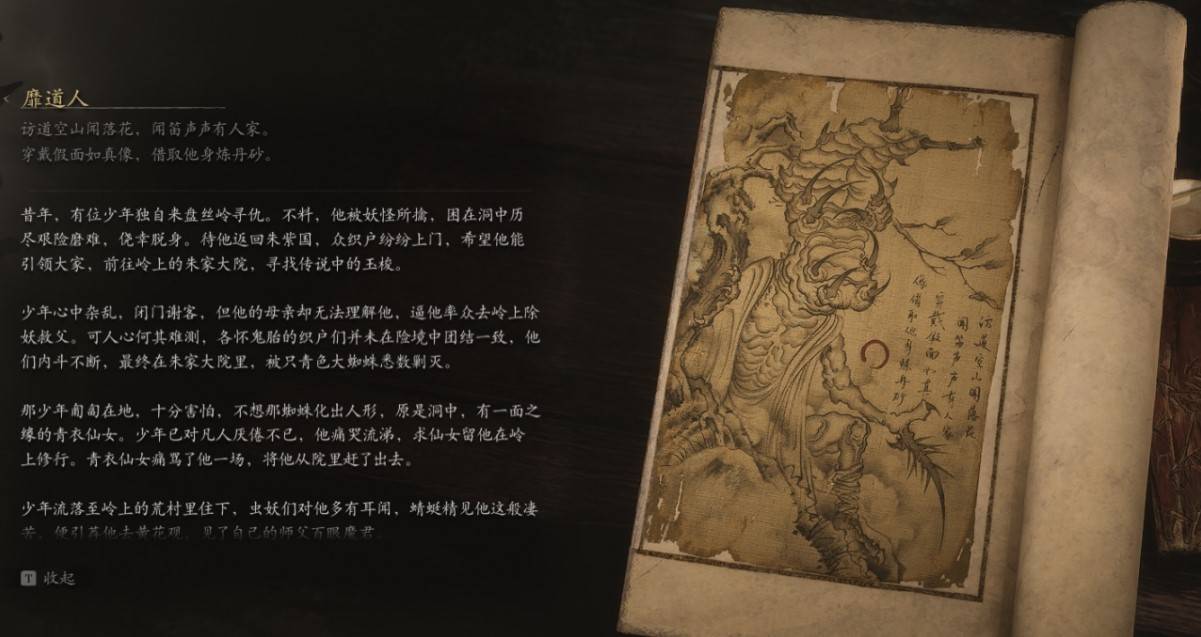 靡道人
访道空山闻落花，闻笛声声有人家。
穿戴假面如真像，借取他身炼丹砂。
昔年，有位少年独自来盘丝岭寻仇。不料，他被妖怪所擒，困在洞中历
尽艰险磨难，侥幸脱身。待他返回朱紫国，众织户纷纷上门，希望他能
引领大家，前往岭上的朱家大院，寻找传说中的玉梭。
少年心中杂乱，闭门谢客，但他的母亲却无法理解他，逼他率众去岭上除
妖救父。可人心何其难测，各怀鬼胎的织户们并未在险境中团结一致，他
们内斗不断，最终在朱家大院里，被只青色大蜘蛛悉数剿灭。
那少年匍匐在地，十分害怕，不想那蜘蛛化出人形，原是洞中，有一面之
缘的青衣仙女。少年已对凡人厌倦不已，他痛哭流涕，求仙女留他在岭
上修行。青衣仙女痛骂了他一场，将他从院里赶了出去。
少年流落至岭上的荒村里住下，虫妖们对他多有耳闻，蜻蜓精见他这般凄
苦，便引荐他去黄花观，见了自己的师父百眼魔君。
T 收起
访道空山闻落花
闻笛声声有人家
穿戴假面如真
像借取他身炼丹砂